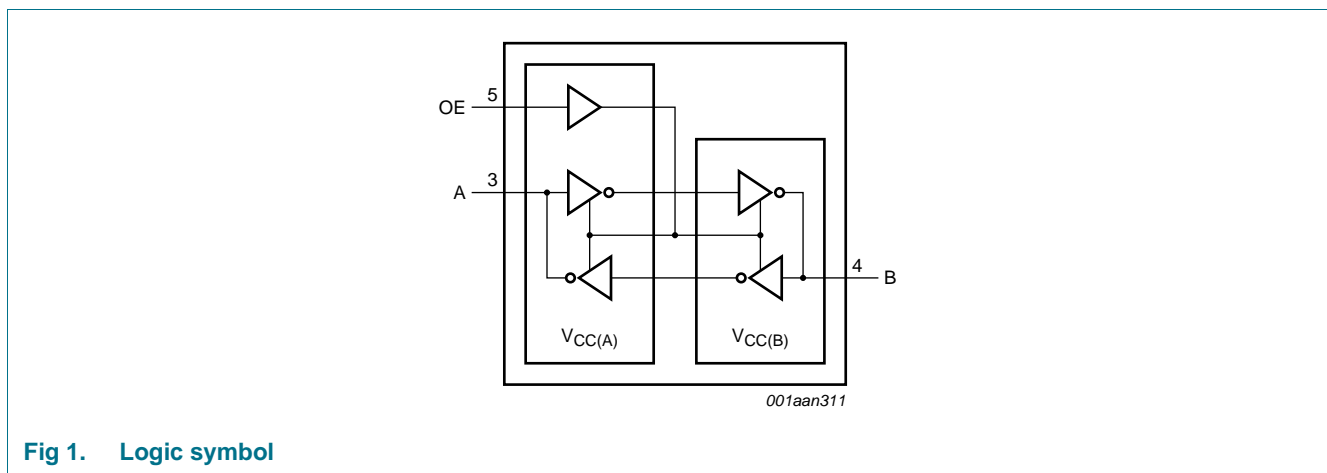 OE 5
A 3
4 B
VCC(A)
VCC(B)
001aan311
Fig 1. Logic symbol